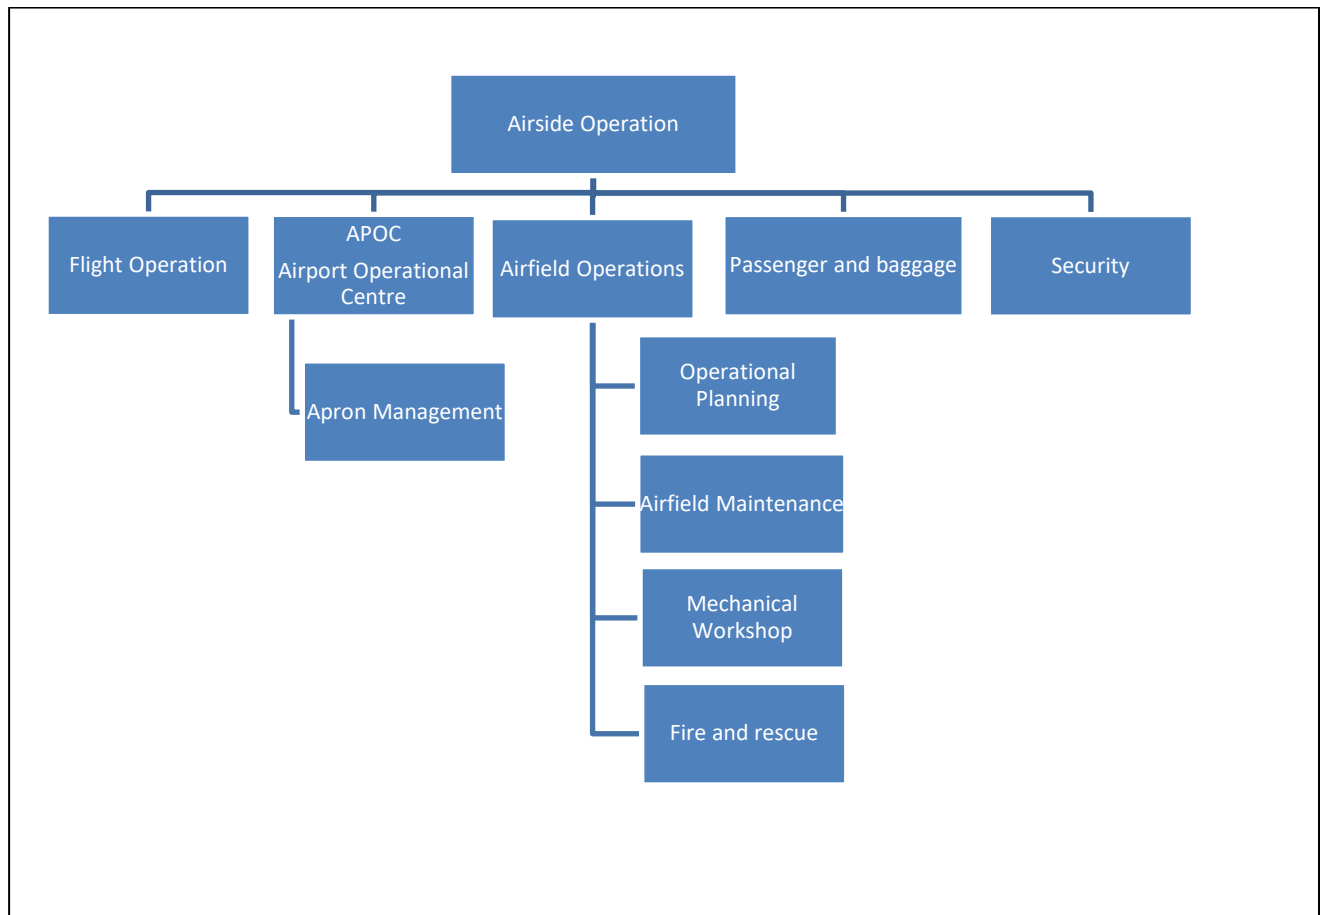 Airside Operation
Flight Operation
APOC
Airport Operational
Centre
Airfield Operations
Passenger and baggage
Security
Apron Management
Operational
Planning
Airfield Maintenance
Mechanical
Workshop
Fire and rescue